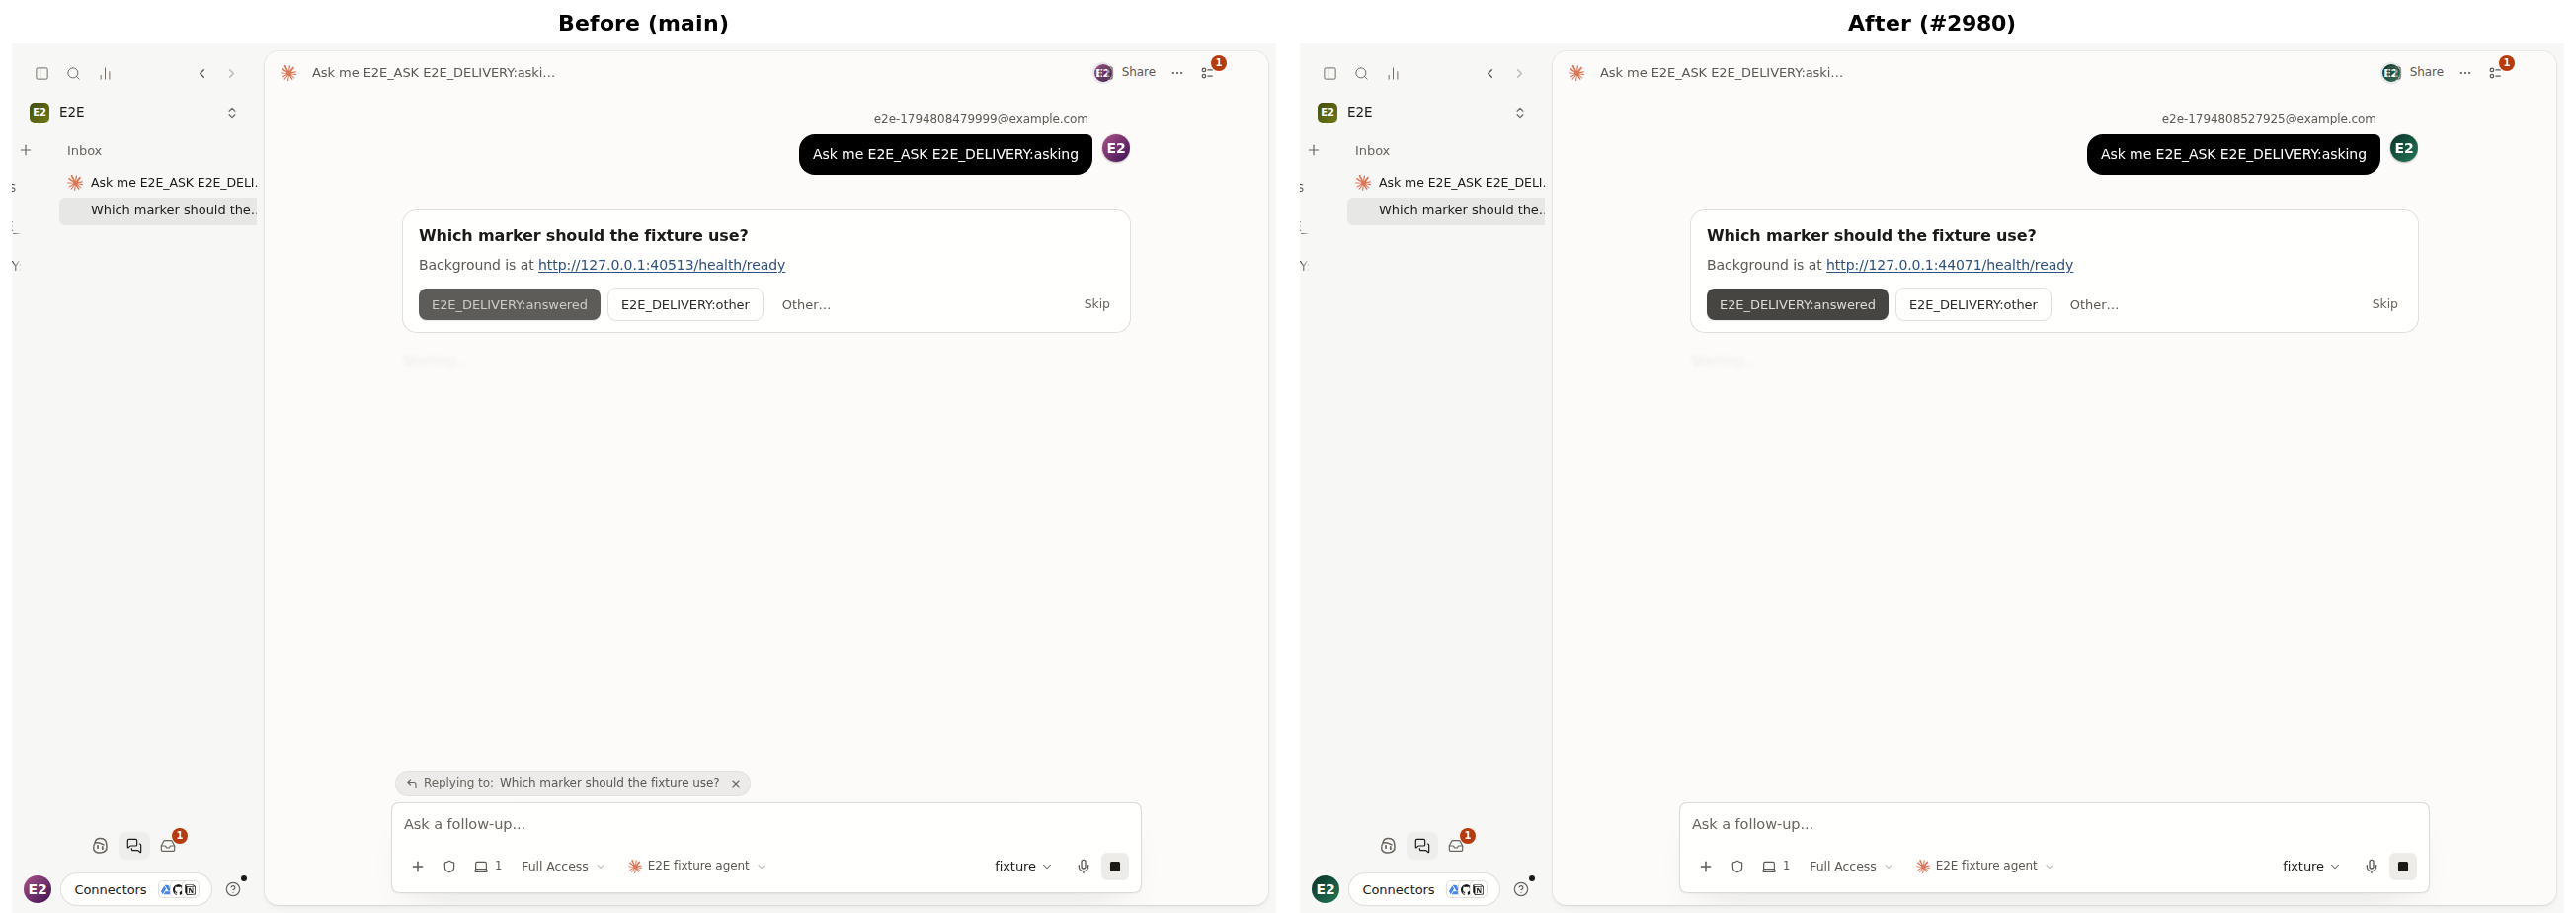 Before (main)
Ask me E2E_ASK E2E_DELIVERY:aski...
E2
Share
1
E2
E2E
e2e-1794808479999@example.com
Ask me E2E_ASK E2E_DELIVERY:asking
E2
Inbox
Ask me E2E_ASK E2E_DELI.
Which marker should the.
Which marker should the fixture use?
Background is at http://127.0.0.1:40513/health/ready
E2E_DELIVERY:answered
E2E_DELIVERY:other
Other...
Skip
Replying to: Which marker should the fixture use?
Ask a follow-up...
1
1
Full Access
E2E fixture agent
fixture
E2
Connectors
After (#2980)
Ask me E2E_ASK E2E_DELIVERY:aski...
E2
Share
1
E2
E2E
e2e-1794808527925@example.com
Ask me E2E_ASK E2E_DELIVERY:asking
E2
Inbox
Ask me E2E_ASK E2E_DELI.
Which marker should the.
Which marker should the fixture use?
Background is at http://127.0.0.1:44071/health/ready
E2E_DELIVERY:answered
E2E_DELIVERY:other
Other...
Skip
Ask a follow-up...
1
1
Full Access
E2E fixture agent
fixture
E2
Connectors